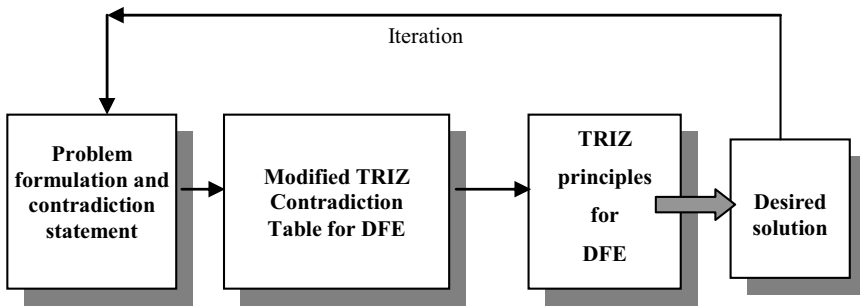 Iteration
Problem
formulation and
contradiction
statement
Modified TRIZ
Contradiction
Table for DFE
TRIZ
principles
for
DFE
Desired
solution